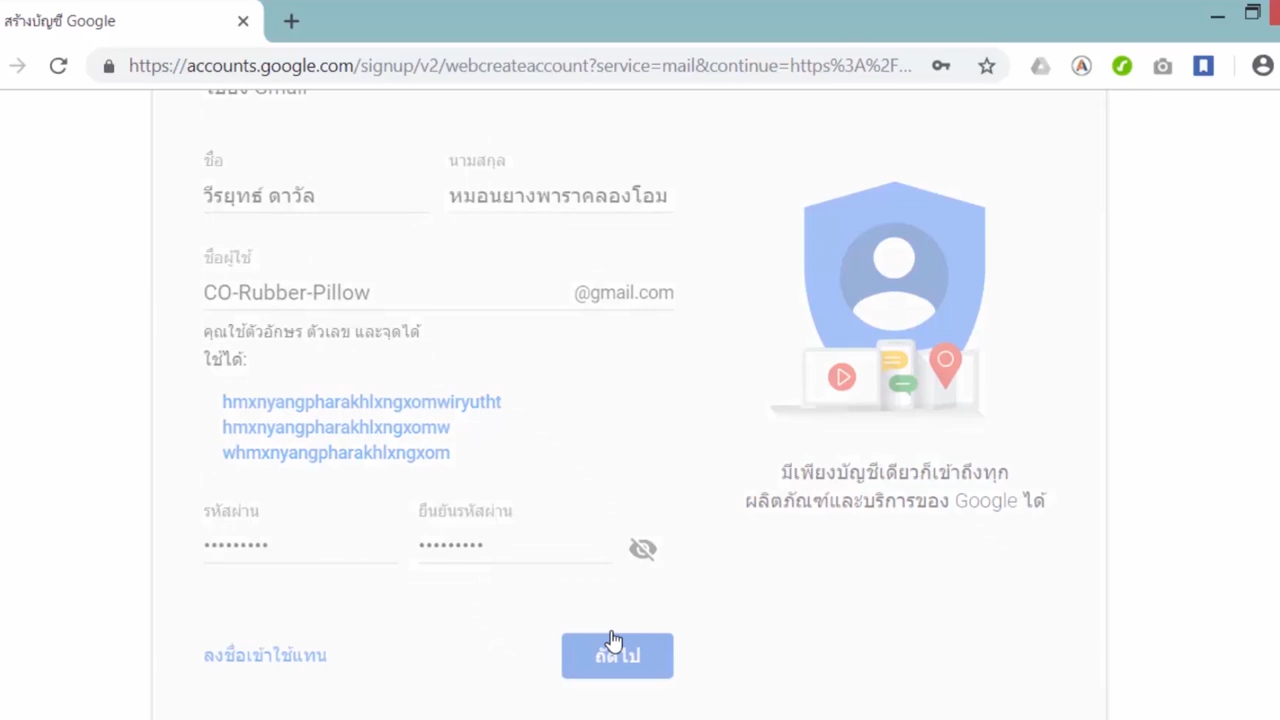 สร้างบัญชี Google
https://accounts.google.com/signup/v2/webcreateaccount?service=mail&continue=https%3A%2F...
Gmail
ชื่อ นามสกุล
วีรยุทธ์ ดาวัล หมอนยางพาราคลองโอม
ชื่อผู้ใช้
CO-Rubber-Pillow @gmail.com
คุณใช้ตัวอักษร ตัวเลข และจุดได้
ใช้ได้:
hmxnyangpharakhlxngxomwiryutht
hmxnyangpharakhlxngxomw
whmxnyangpharakhlxngxom
รหัสผ่าน ยืนยันรหัสผ่าน
••••••••• •••••••••
ลงชื่อเข้าใช้แทน ถัดไป
มีเพียงบัญชีเดียวก็เข้าถึงทุก
ผลิตภัณฑ์และบริการของ Google ได้